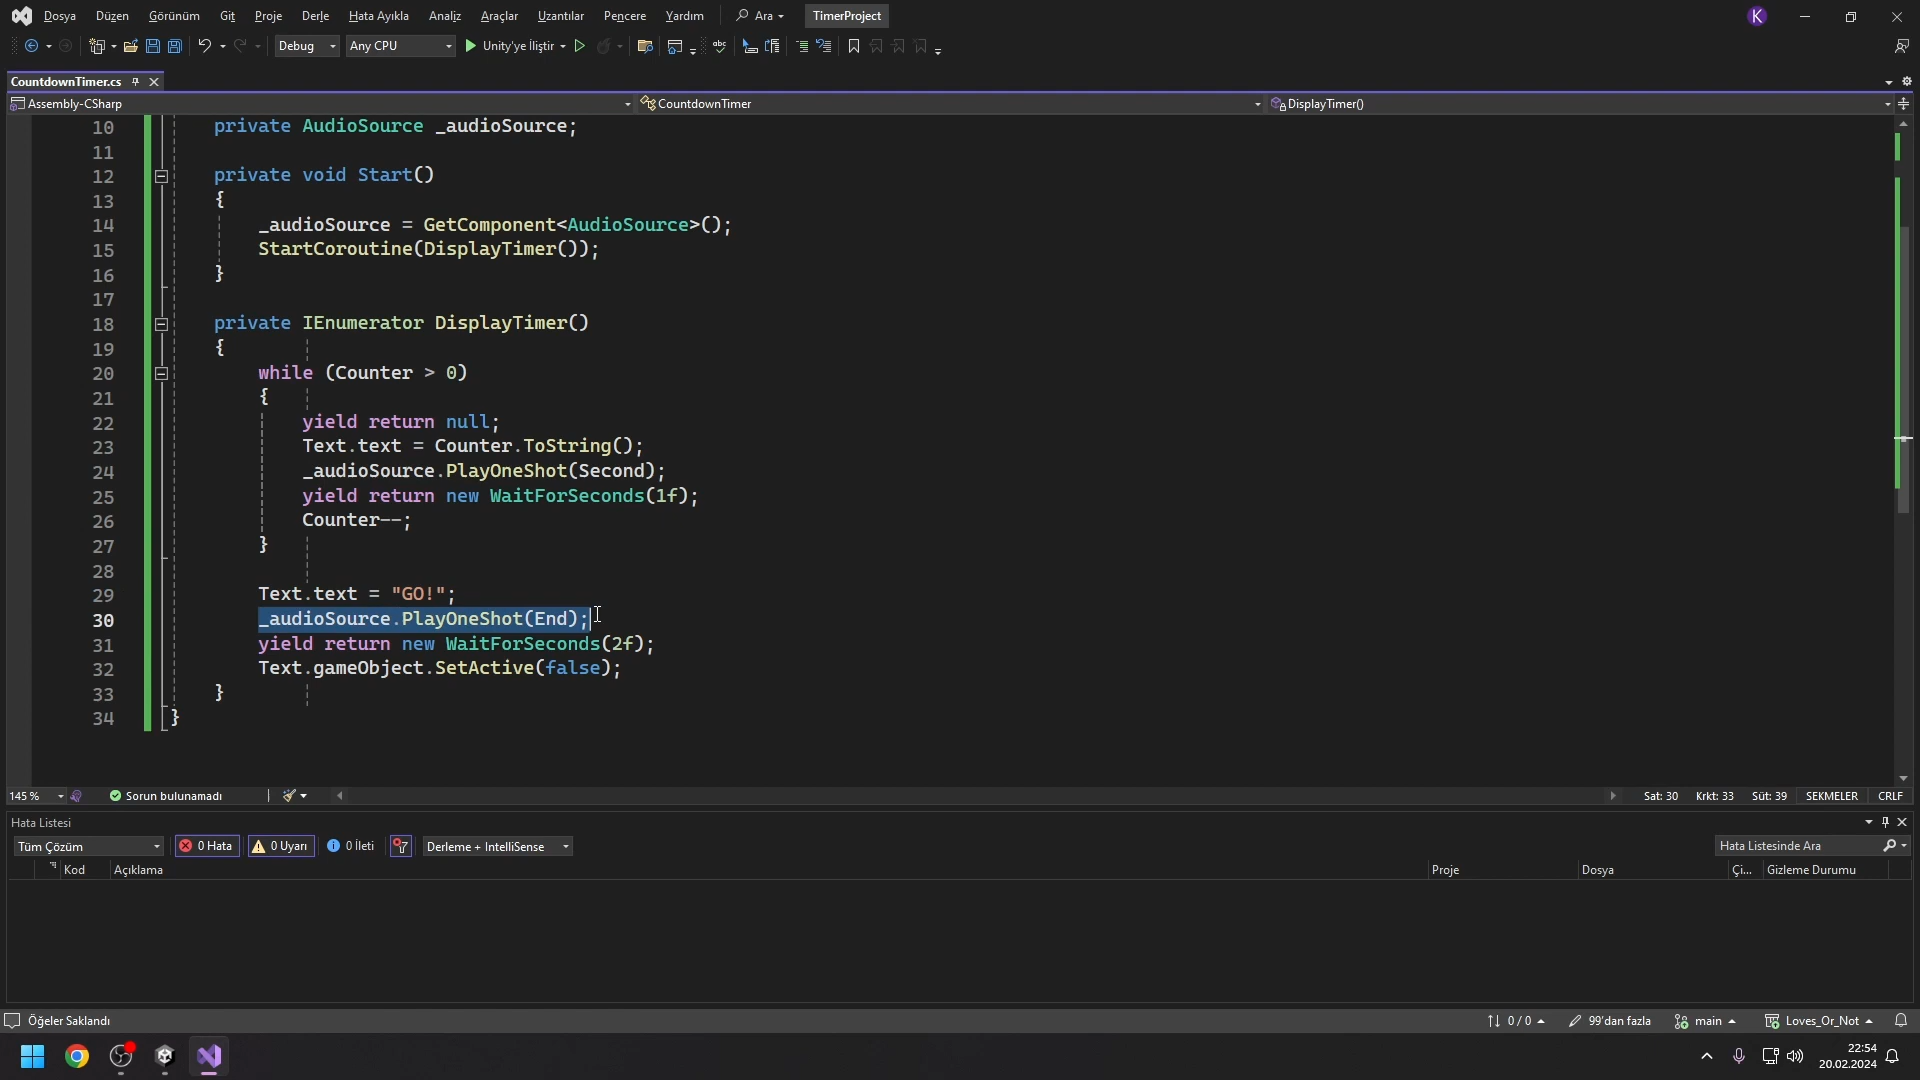 Dosya Düzen Görünüm Git Proje Derle Hata Ayıkla Analiz Araçlar Uzantılar Pencere Yardım Ara TimerProject K
Debug Any CPU Unity'ye İliştir
CountdownTimer.cs
Assembly-CSharp CountdownTimer DisplayTimer()
10 private AudioSource _audioSource;
11
12 private void Start()
13 {
14 _audioSource = GetComponent<AudioSource>();
15 StartCoroutine(DisplayTimer());
16 }
17
18 private IEnumerator DisplayTimer()
19 {
20 while (Counter > 0)
21 {
22 yield return null;
23 Text.text = Counter.ToString();
24 _audioSource.PlayOneShot(Second);
25 yield return new WaitForSeconds(1f);
26 Counter--;
27 }
28
29 Text.text = "GO!";
30 _audioSource.PlayOneShot(End);
31 yield return new WaitForSeconds(2f);
32 Text.gameObject.SetActive(false);
33 }
34 }
145 % Sorun bulunamadı Sat: 30 Krkt: 33 Süt: 39 SEKMELER CRLF
Hata Listesi
Tüm Çözüm 0 Hata 0 Uyarı 0 İleti Derleme + IntelliSense Hata Listesinde Ara
Kod Açıklama Proje Dosya Çi... Gizleme Durumu
Öğeler Saklandı 0 / 0 99'dan fazla main Loves_Or_Not
22:54
20.02.2024